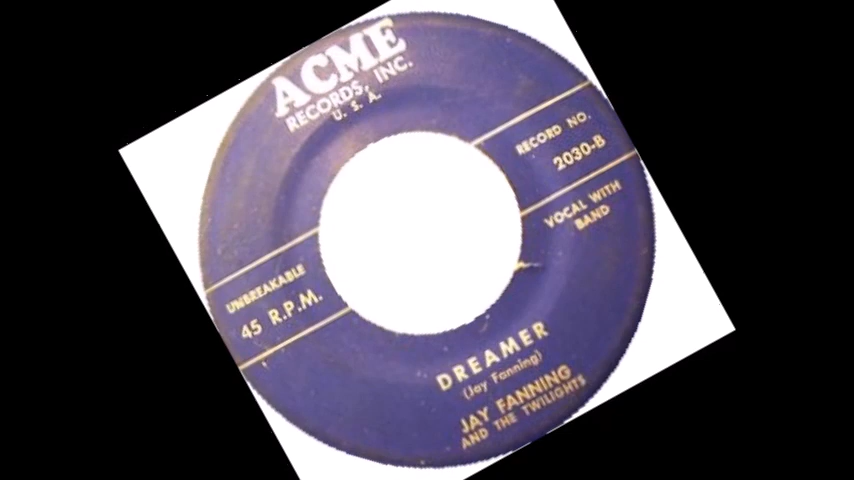 ACME
RECORDS, INC.
U. S. A.
RECORD NO.
2030-B
VOCAL WITH
BAND
UNBREAKABLE
45 R.P.M.
DREAMER
(Jay Fanning)
JAY FANNING
AND THE TWILIGHTS